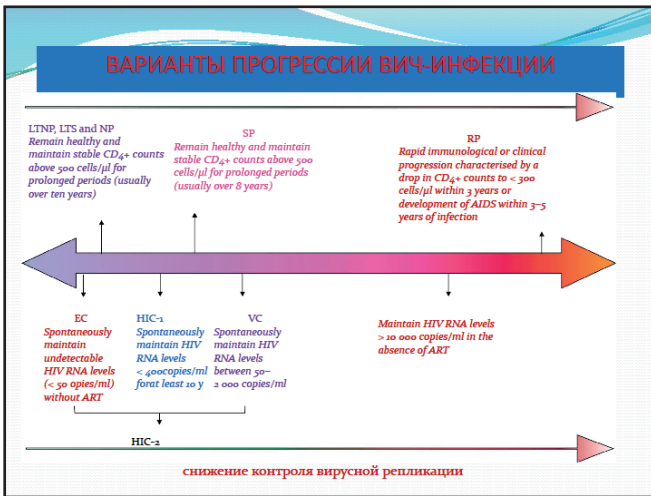 ВАРИАНТЫ ПРОГРЕССИИ ВИЧ-ИНФЕКЦИИ
LTNP, LTS and NP
Remain healthy and
maintain stable CD4+ counts
above 500 cells/µl for
prolonged periods (usually
over ten years)
SP
Remain healthy and maintain
stable CD4+ counts above 500
cells/µl for prolonged periods
(usually over 8 years)
RP
Rapid immunological or clinical
progression characterised by a
drop in CD4+ counts to < 300
cells/µl within 3 years or
development of AIDS within 3–5
years of infection
EC
Spontaneously
maintain
undetectable
HIV RNA levels
(< 50 opies/ml)
without ART
HIC-1
Spontaneously
maintain HIV
RNA levels
< 400copies/ml
forat least 10 y
VC
Spontaneously
maintain HIV
RNA levels
between 50–
2 000 copies/ml
Maintain HIV RNA levels
> 10 000 copies/ml in the
absence of ART
HIC-2
снижение контроля вирусной репликации